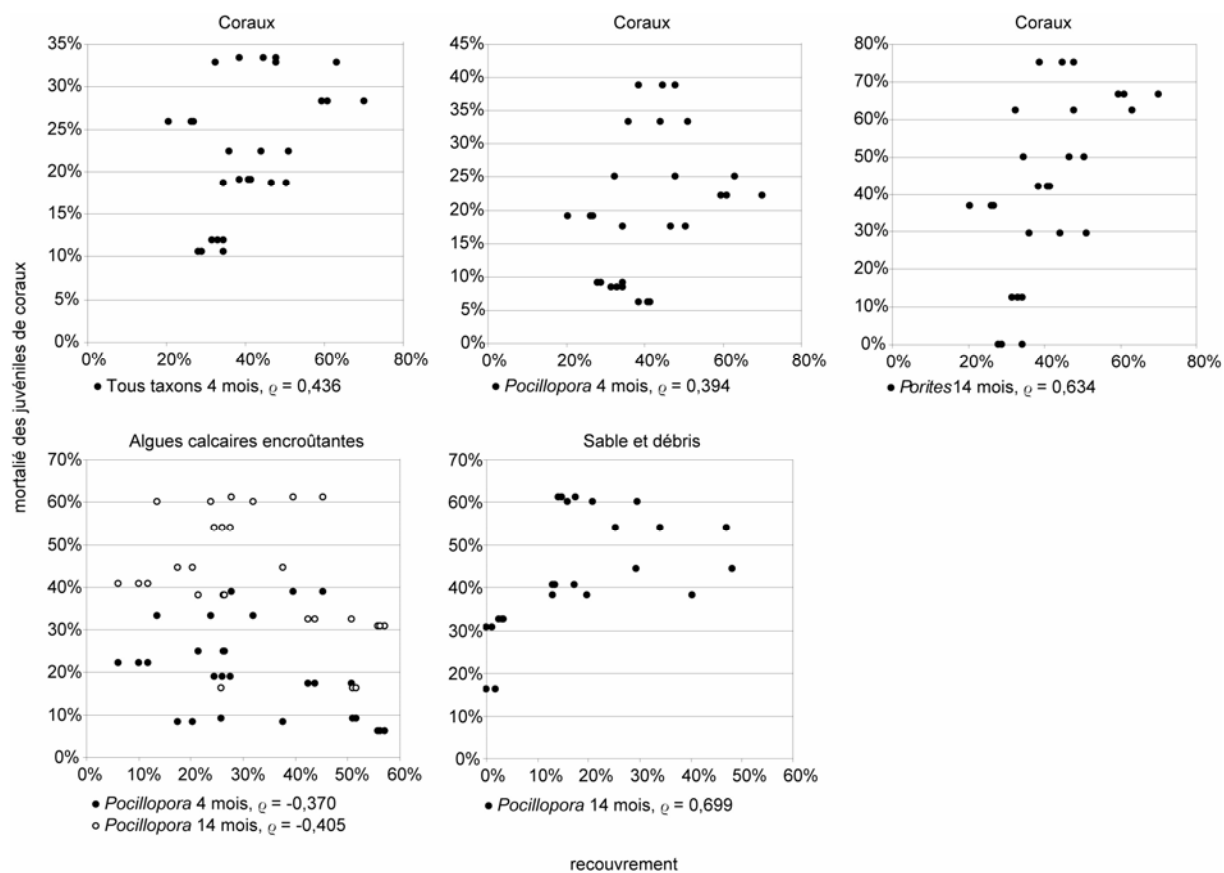 mortalié des juvéniles de coraux
Coraux
35%
30%
25%
20%
15%
10%
5%
0%
0% 20% 40% 60% 80%
● Tous taxons 4 mois, ϱ = 0,436
Coraux
45%
40%
35%
30%
25%
20%
15%
10%
5%
0%
0% 20% 40% 60% 80%
● Pocillopora 4 mois, ϱ = 0,394
Coraux
80%
70%
60%
50%
40%
30%
20%
10%
0%
0% 20% 40% 60% 80%
● Porites 14 mois, ϱ = 0,634
Algues calcaires encroûtantes
70%
60%
50%
40%
30%
20%
10%
0%
0% 10% 20% 30% 40% 50% 60%
● Pocillopora 4 mois, ϱ = -0,370
○ Pocillopora 14 mois, ϱ = -0,405
Sable et débris
70%
60%
50%
40%
30%
20%
10%
0%
0% 10% 20% 30% 40% 50% 60%
● Pocillopora 14 mois, ϱ = 0,699
recouvrement